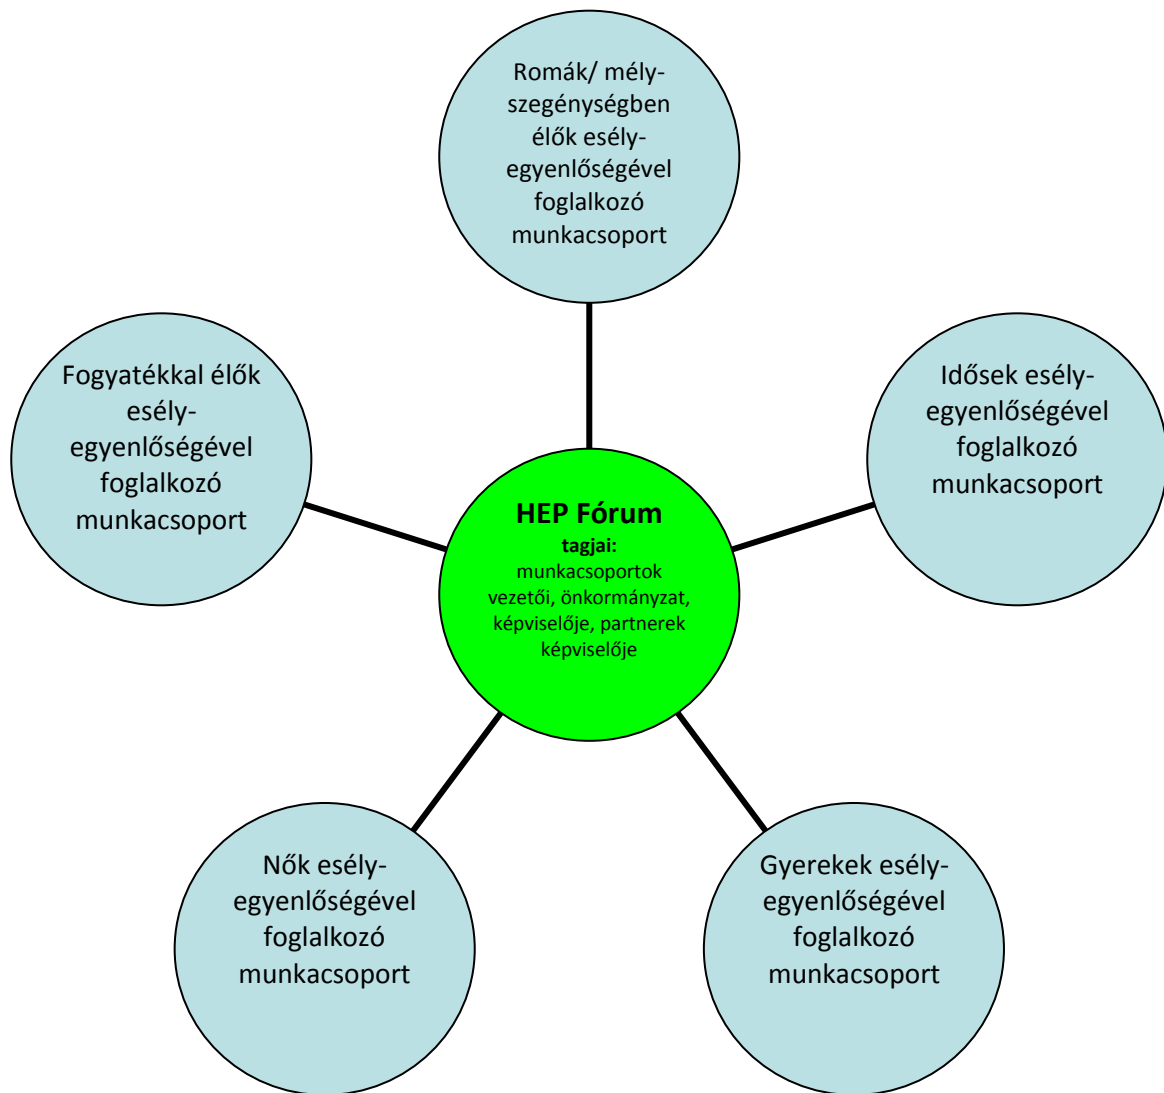 Romák/ mély-
szegénységben
élők esély-
egyenlőségével
foglalkozó
munkacsoport
Fogyatékkal élők
esély-
egyenlőségével
foglalkozó
munkacsoport
Idősek esély-
egyenlőségével
foglalkozó
munkacsoport
HEP Fórum
tagjai:
munkacsoportok
vezetői, önkormányzat,
képviselője, partnerek
képviselője
Nők esély-
egyenlőségével
foglalkozó
munkacsoport
Gyerekek esély-
egyenlőségével
foglalkozó
munkacsoport